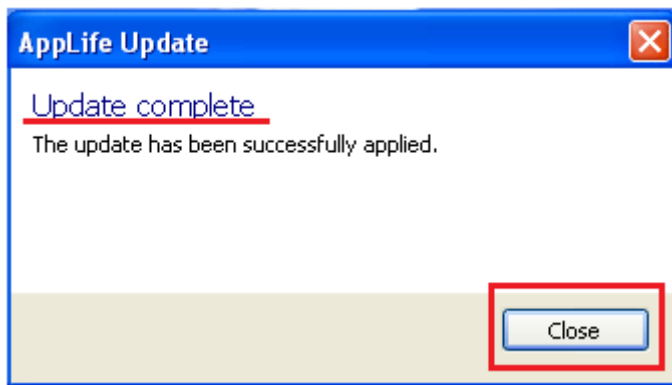 AppLife Update
Update complete
The update has been successfully applied.
Close